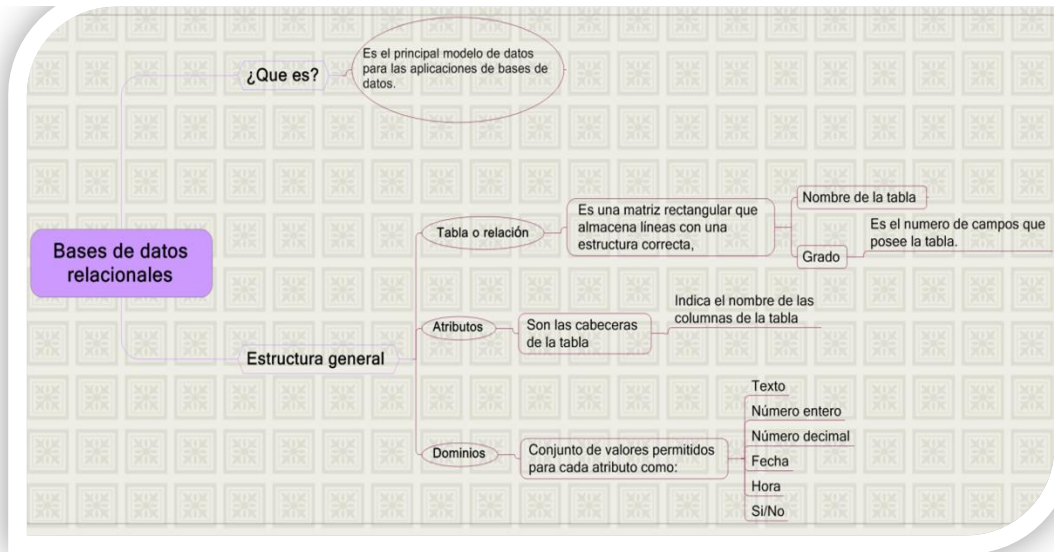 Bases de datos
relacionales
¿Que es?
Es el principal modelo de datos
para las aplicaciones de bases de
datos.
Estructura general
Tabla o relación
Es una matriz rectangular que
almacena líneas con una
estructura correcta,
Nombre de la tabla
Grado
Es el numero de campos que
posee la tabla.
Atributos
Son las cabeceras
de la tabla
Indica el nombre de las
columnas de la tabla
Dominios
Conjunto de valores permitidos
para cada atributo como:
Texto
Número entero
Número decimal
Fecha
Hora
Si/No